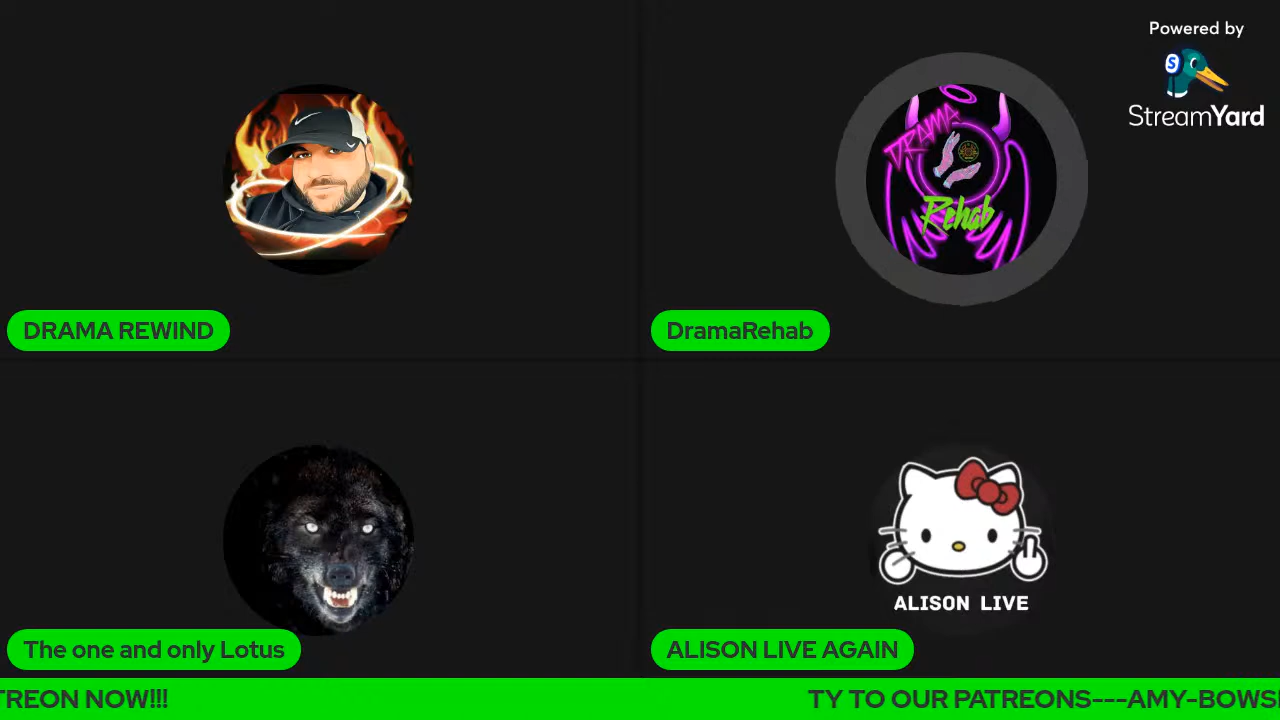 Powered by
S
StreamYard
DRAMA
Rehab
DRAMA REWIND
DramaRehab
ALISON LIVE
The one and only Lotus
ALISON LIVE AGAIN
TREON NOW!!! TY TO OUR PATREONS---AMY-BOWS